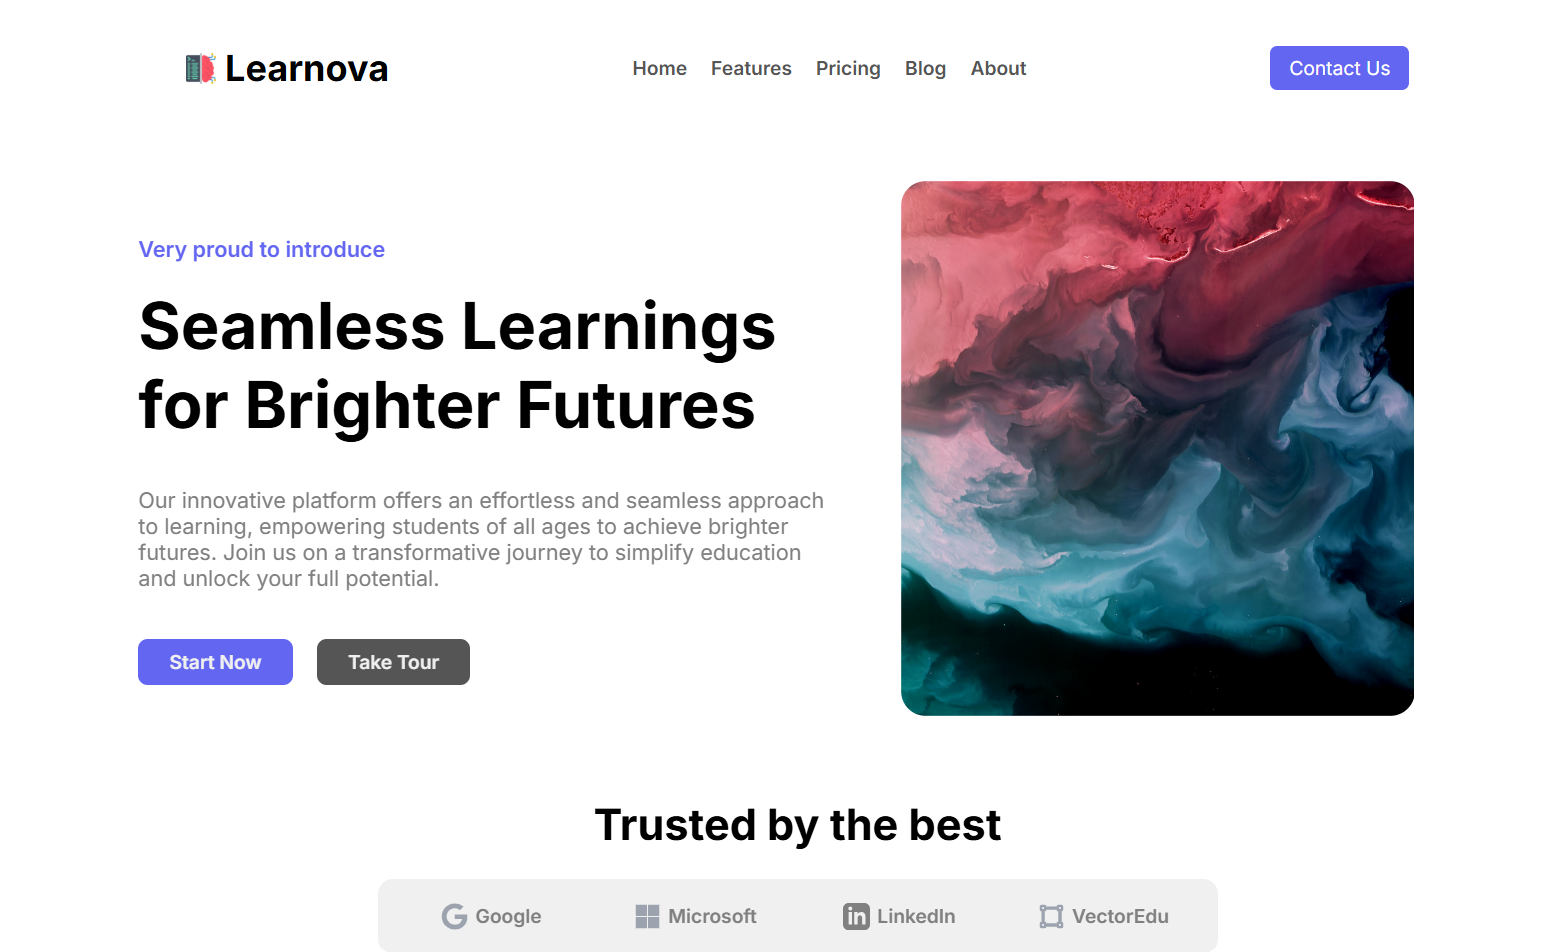 Learnova
Home Features Pricing Blog About
Contact Us
Very proud to introduce
Seamless Learnings
for Brighter Futures
Our innovative platform offers an effortless and seamless approach
to learning, empowering students of all ages to achieve brighter
futures. Join us on a transformative journey to simplify education
and unlock your full potential.
Start Now
Take Tour
Trusted by the best
Google
Microsoft
LinkedIn
VectorEdu